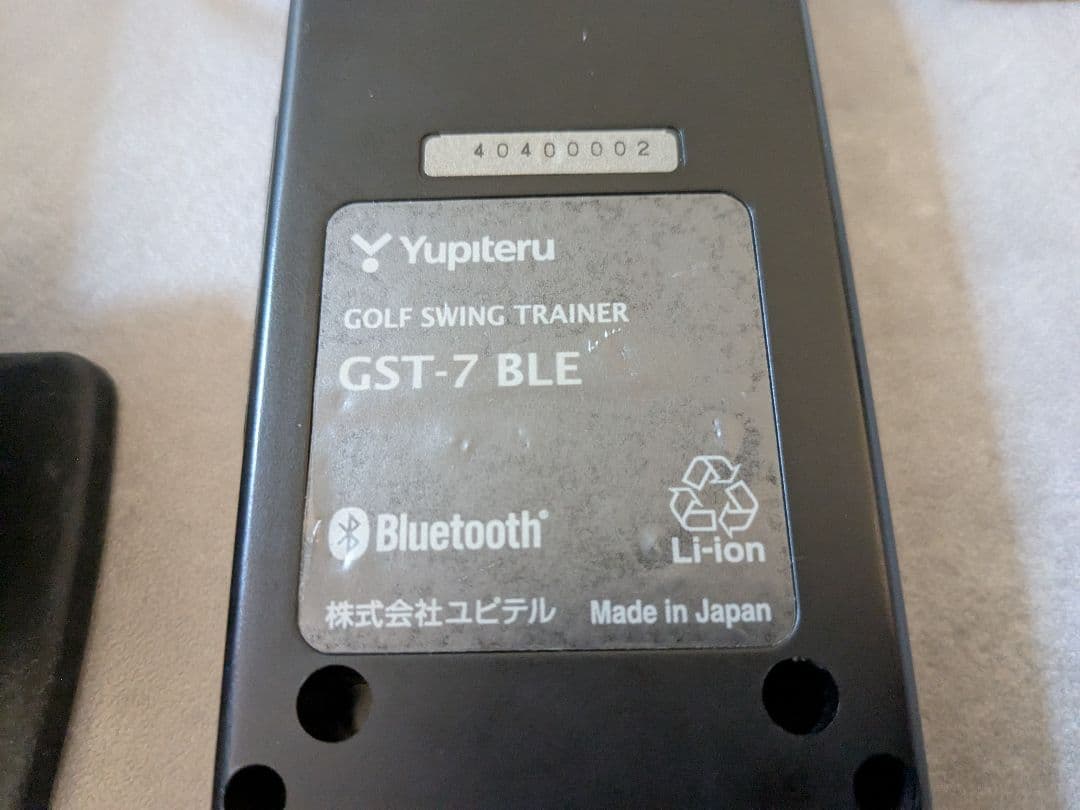 40400002
Yupiteru
GOLF SWING TRAINER
GST-7 BLE
Bluetooth®
Li-ion
株式会社ユピテル Made in Japan